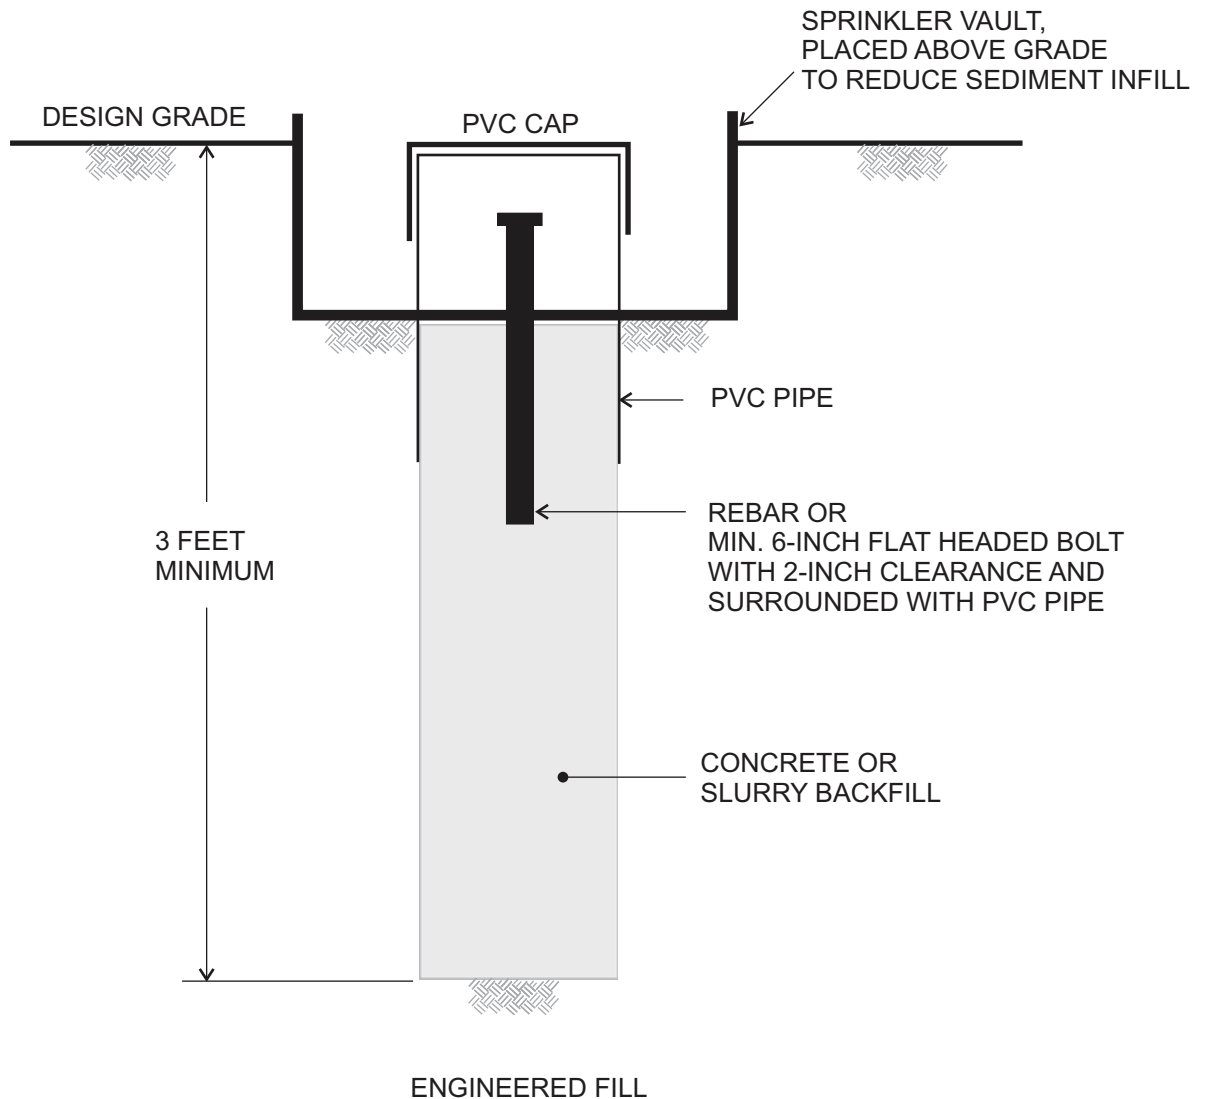 SPRINKLER VAULT,
PLACED ABOVE GRADE
TO REDUCE SEDIMENT INFILL
DESIGN GRADE
PVC CAP
PVC PIPE
REBAR OR
MIN. 6-INCH FLAT HEADED BOLT
WITH 2-INCH CLEARANCE AND
SURROUNDED WITH PVC PIPE
3 FEET
MINIMUM
CONCRETE OR
SLURRY BACKFILL
ENGINEERED FILL